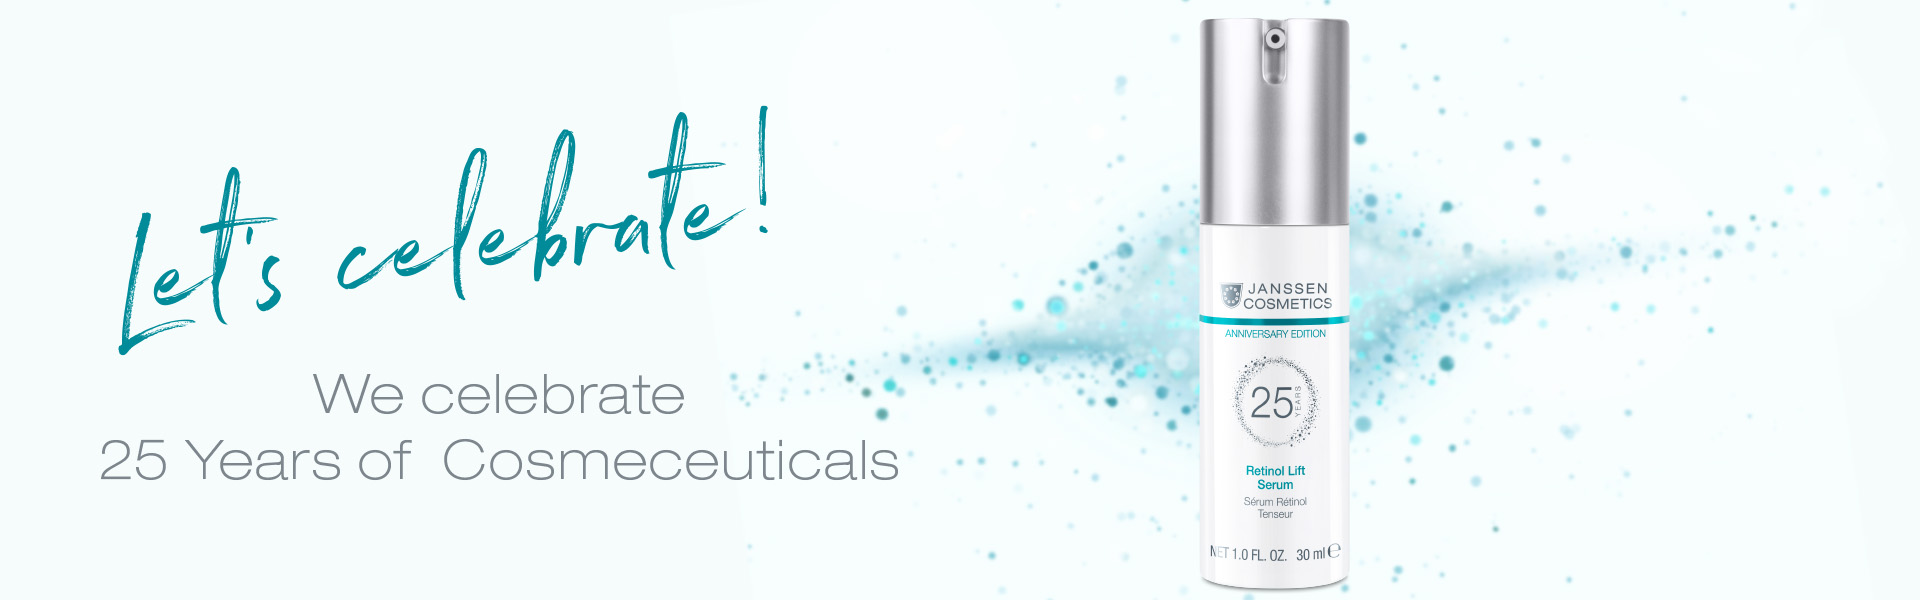 Let's celebrate!
We celebrate
25 Years of Cosmeceuticals
JANSSEN
COSMETICS
ANNIVERSARY EDITION
25 YEARS
Retinol Lift
Serum
Sérum Rétinol
Tenseur
NET 1.0 FL. OZ. 30 ml ℮